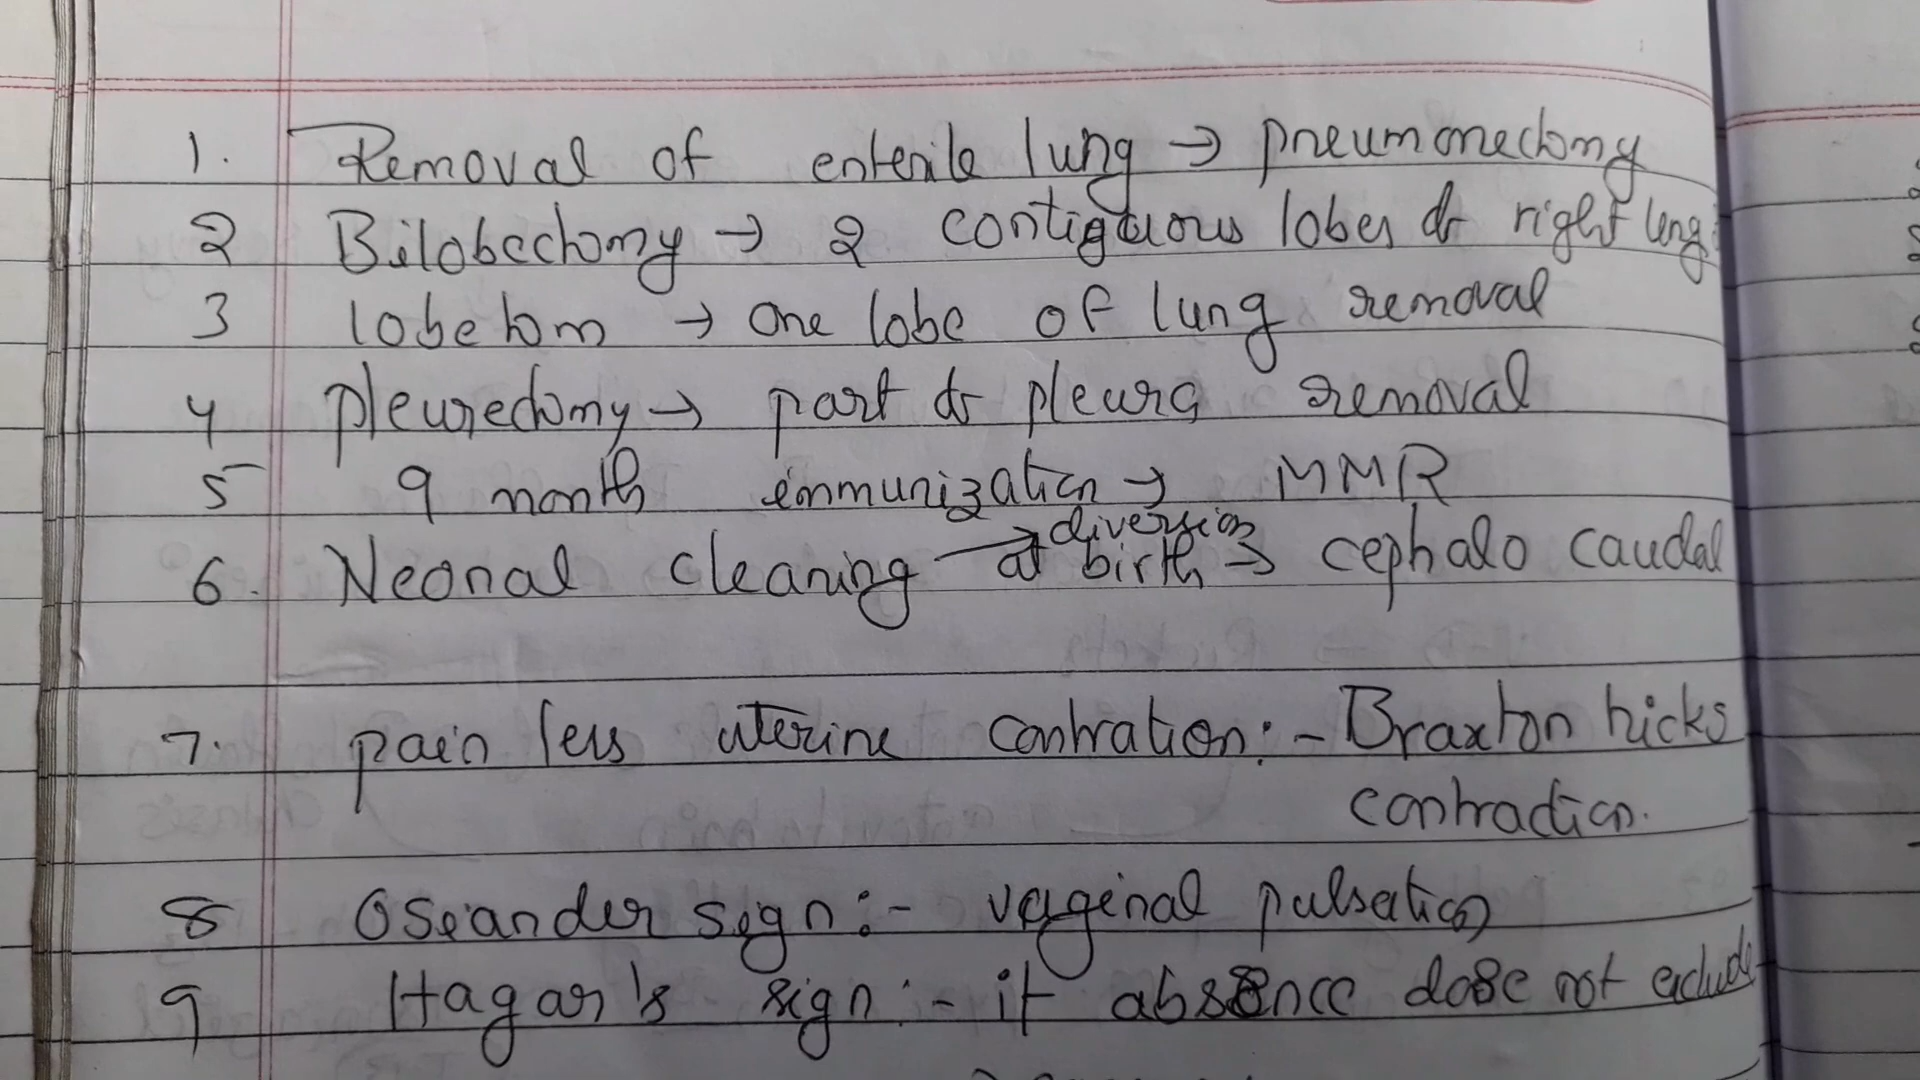 1. Removal of enterile lung → pneumonectomy
2 Bilobectomy → 2 contiguous lobes of right lung
3 lobetom → One lobe of lung removal
4 pleurectomy → part of pleura removal
5 9 month immunization → MMR
→ diversion
6. Neonal cleaning at birth → cephalo caudal
7. pain less uterine contration :- Braxton hicks
contraction.
8 Oseander sign :- vaginal pulsation
9 Hagar's sign :- it absence dose not exclude